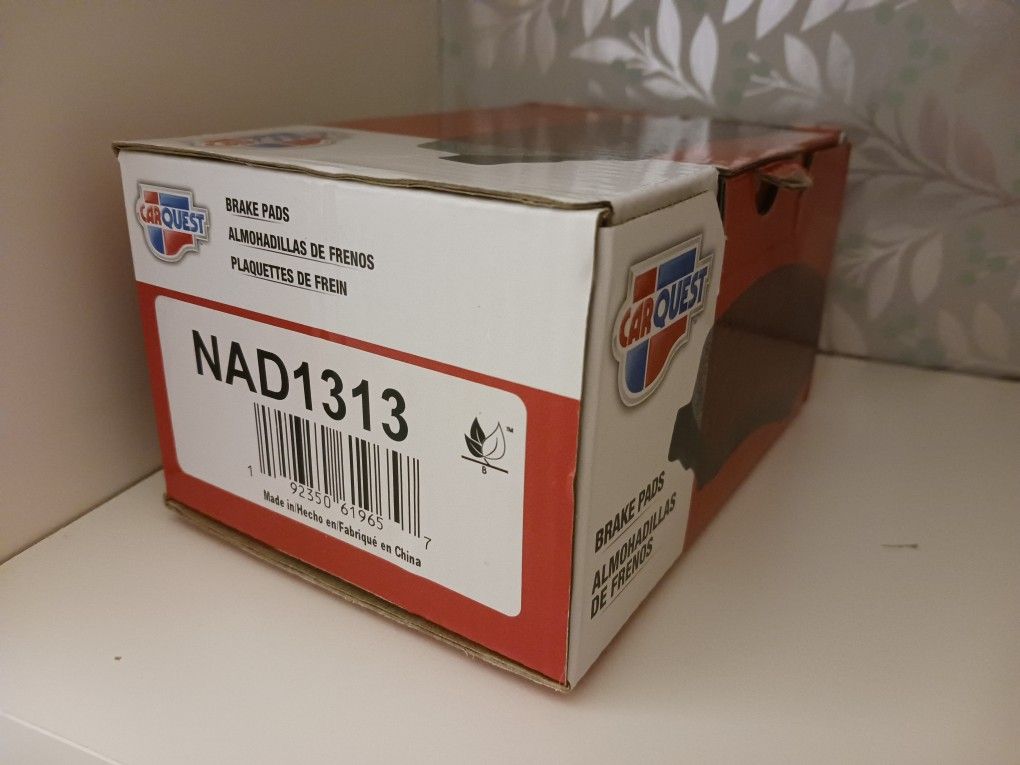 CARQUEST
BRAKE PADS
ALMOHADILLAS DE FRENOS
PLAQUETTES DE FREIN
NAD1313
™
B
1 92350 61965 7
Made in/Hecho en/Fabriqué en China
CARQUEST
BRAKE PADS
ALMOHADILLAS
DE FRENOS